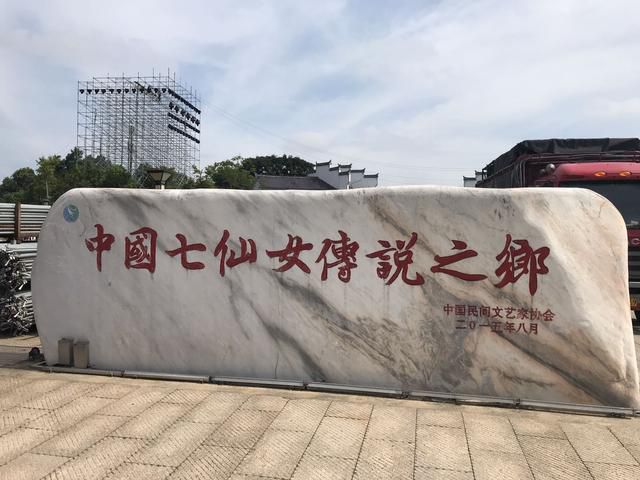 中國七仙女傳説之鄉
中国民间文艺家协会
二〇一五年八月